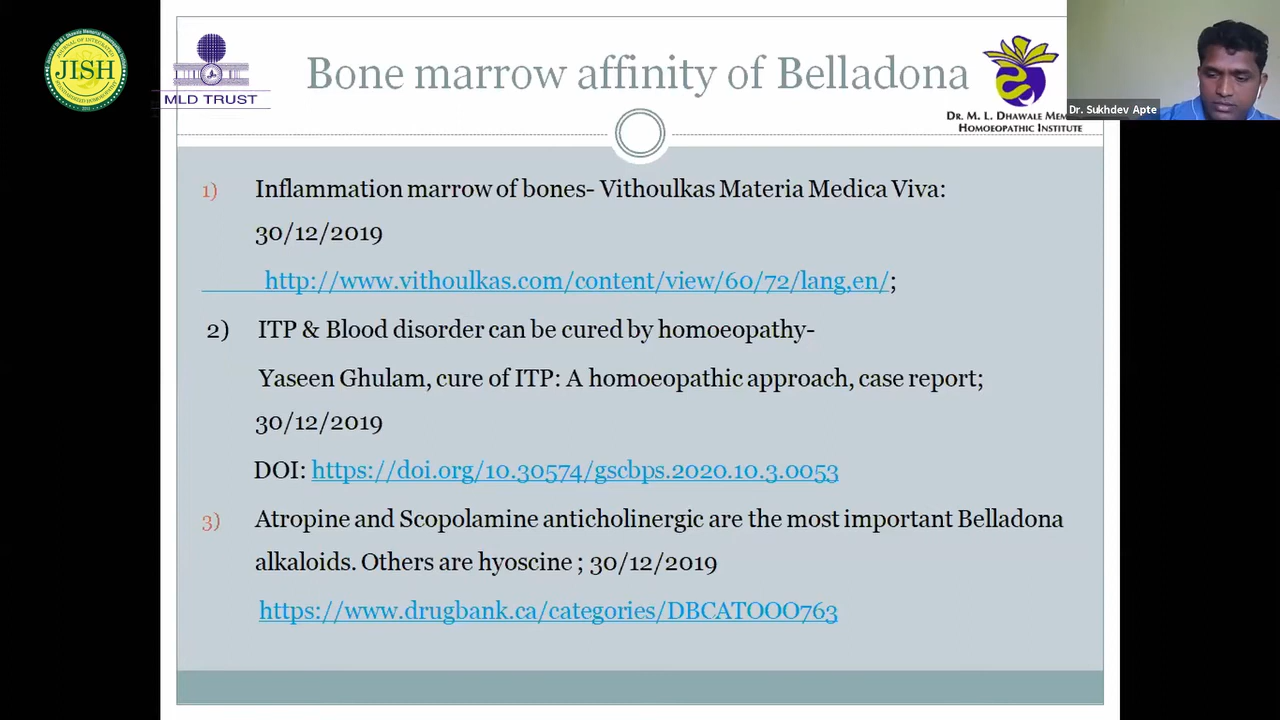 JISH
MLD TRUST
Bone marrow affinity of Belladona
DR. M. L. DHAWALE MEM
HOMOEOPATHIC INSTITUTE
Dr. Sukhdev Apte
1) Inflammation marrow of bones- Vithoulkas Materia Medica Viva:
30/12/2019
http://www.vithoulkas.com/content/view/60/72/lang,en/;
2) ITP & Blood disorder can be cured by homoeopathy-
Yaseen Ghulam, cure of ITP: A homoeopathic approach, case report;
30/12/2019
DOI: https://doi.org/10.30574/gscbps.2020.10.3.0053
3) Atropine and Scopolamine anticholinergic are the most important Belladona
alkaloids. Others are hyoscine ; 30/12/2019
https://www.drugbank.ca/categories/DBCATOOO763